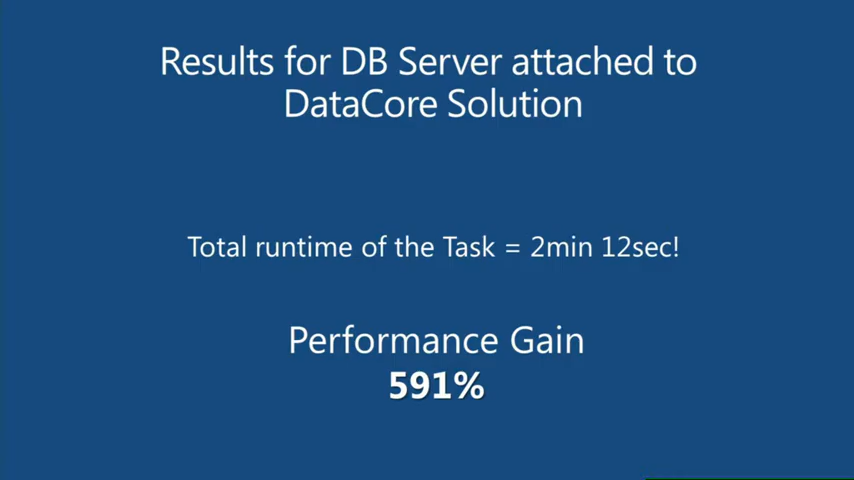 Results for DB Server attached to
DataCore Solution
Total runtime of the Task = 2min 12sec!
Performance Gain
591%